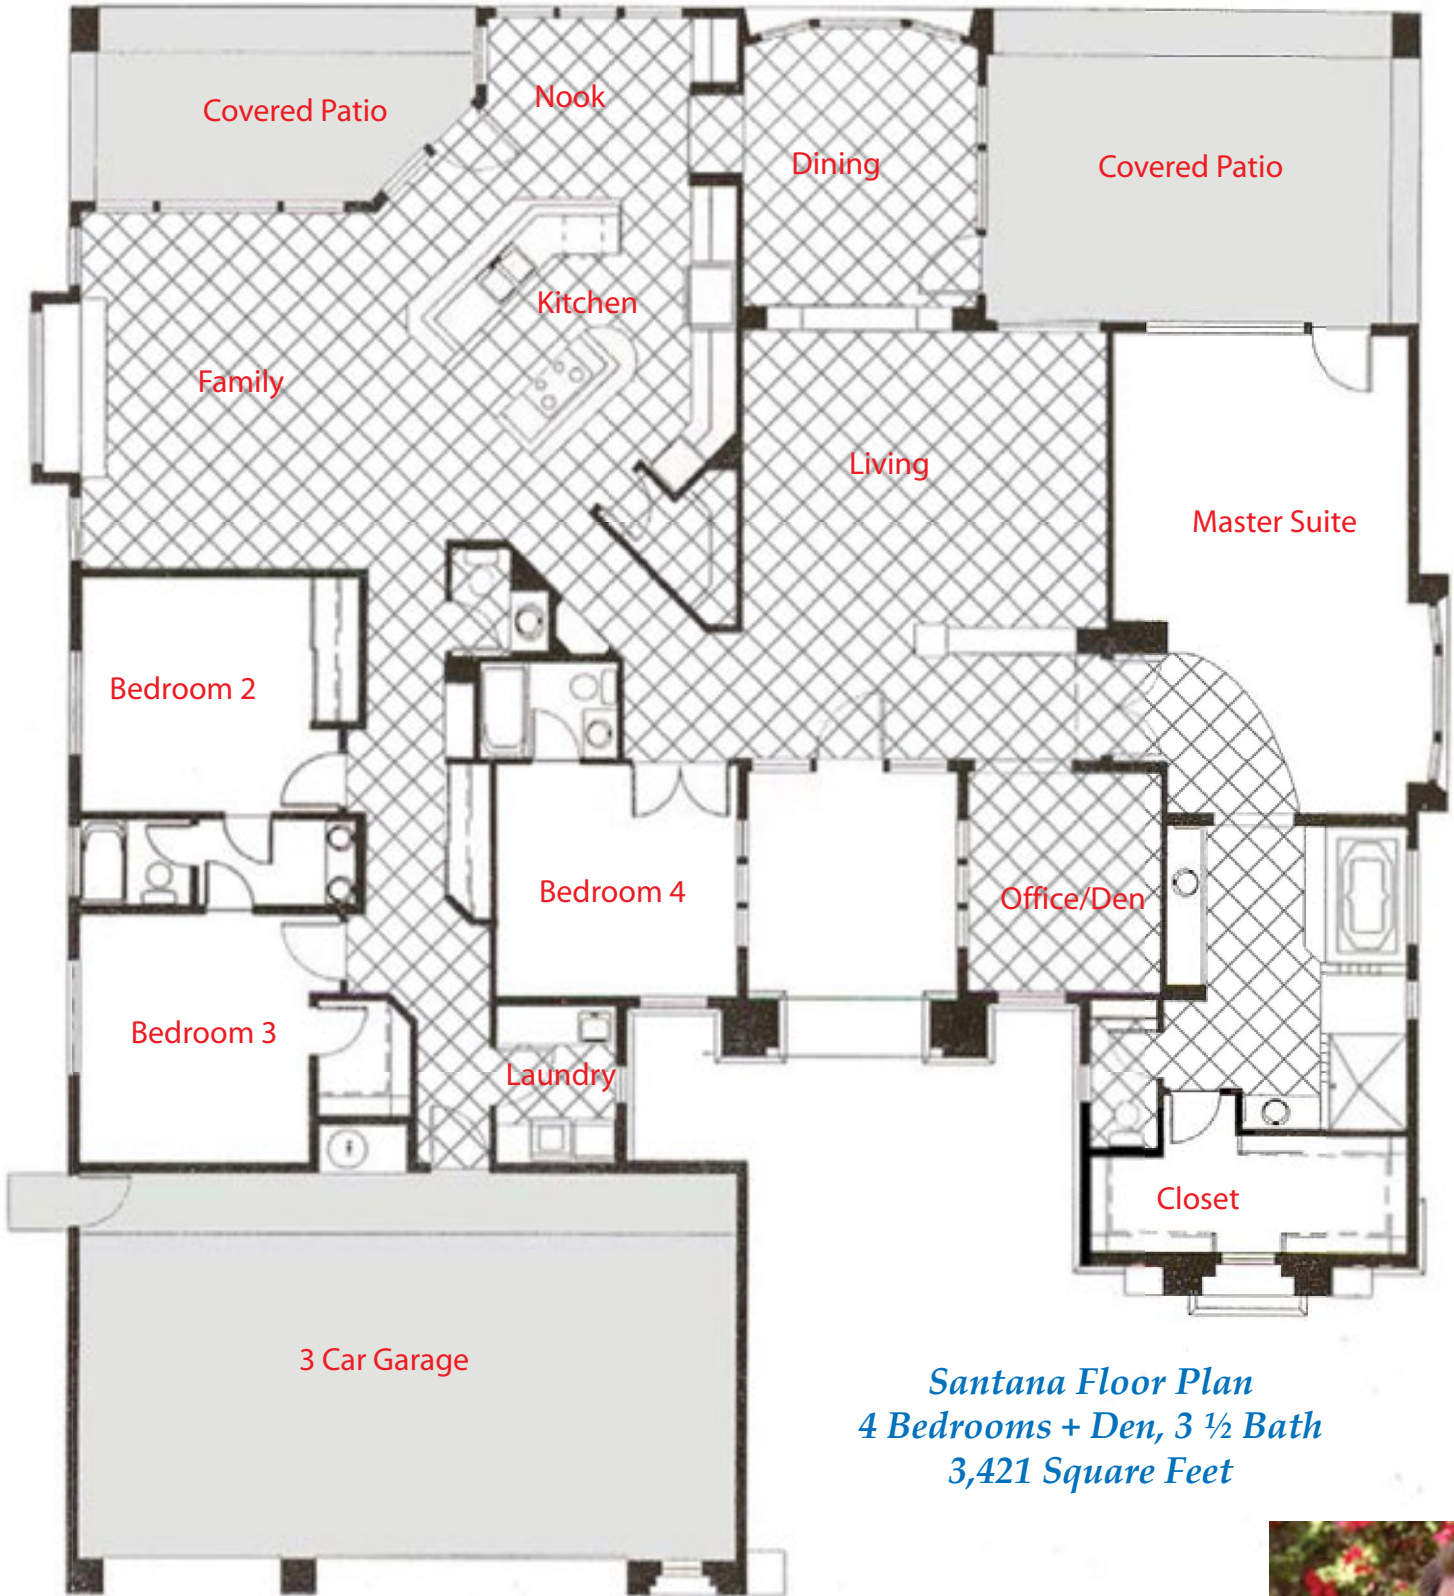 Covered Patio
Nook
Dining
Covered Patio
Kitchen
Family
Living
Master Suite
Bedroom 2
Bedroom 4
Office/Den
Bedroom 3
Laundry
Closet
3 Car Garage
Santana Floor Plan
4 Bedrooms + Den, 3 ½ Bath
3,421 Square Feet